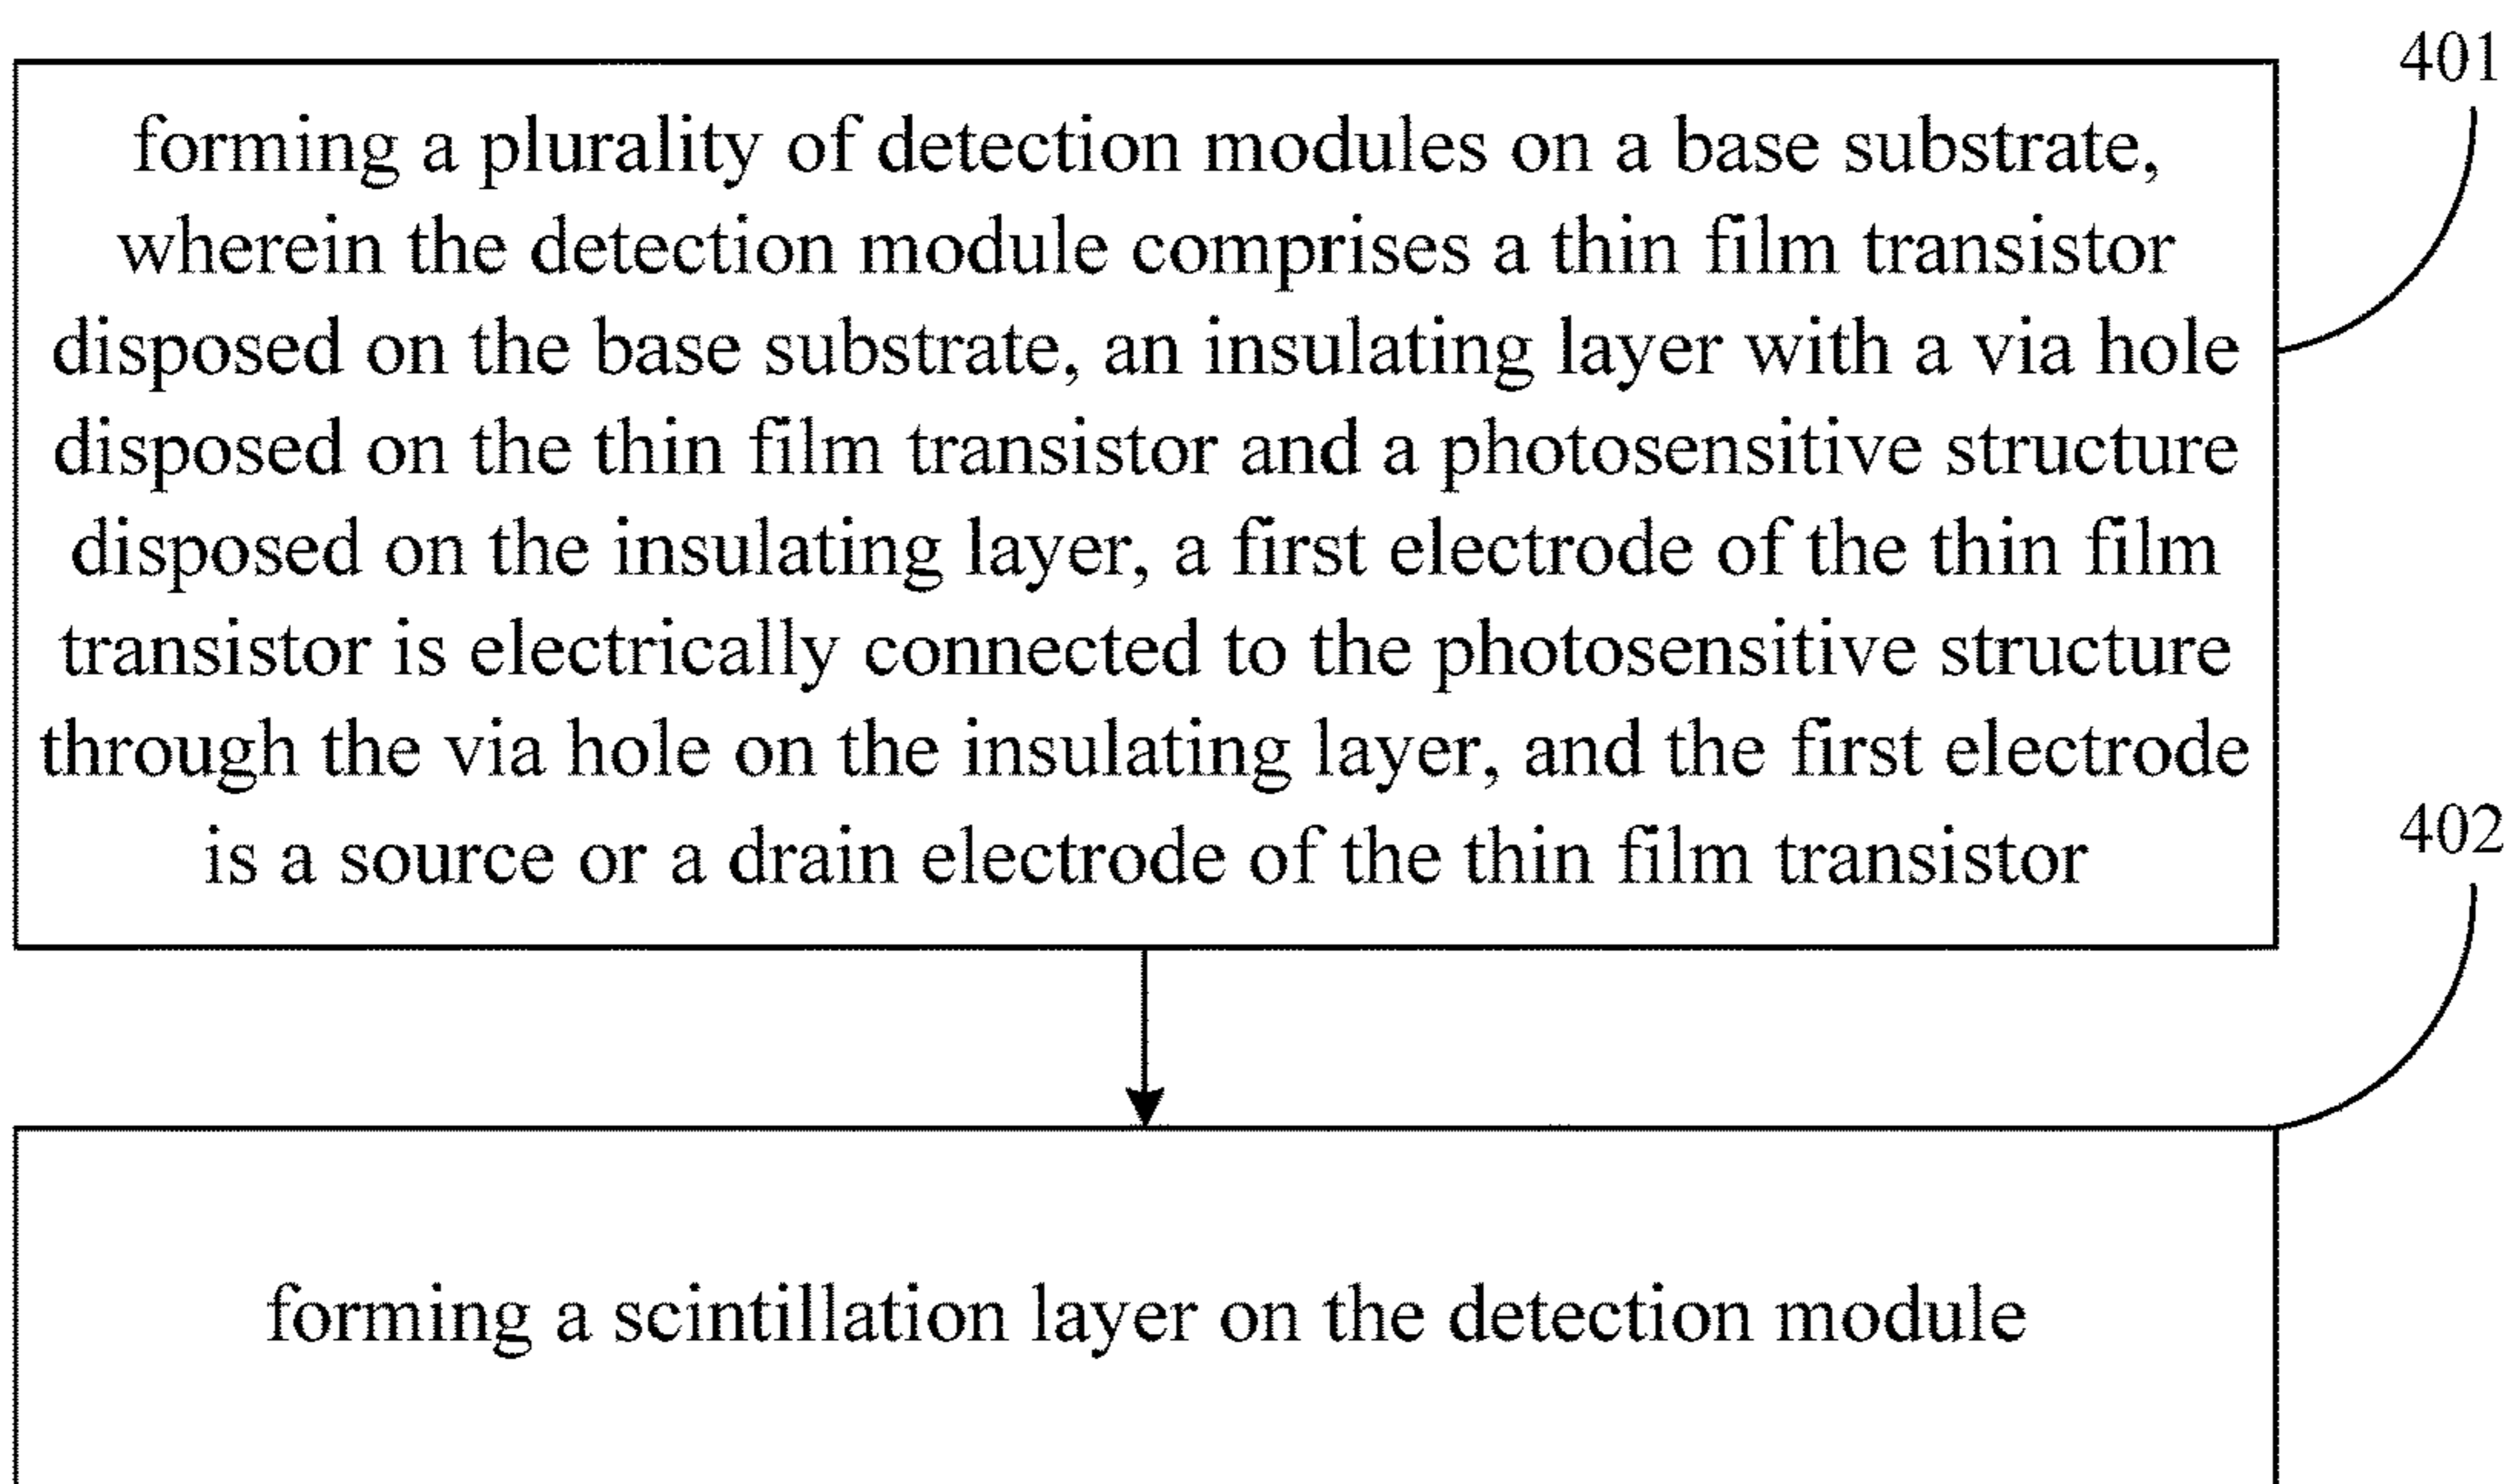 401
forming a plurality of detection modules on a base substrate,
wherein the detection module comprises a thin film transistor
disposed on the base substrate, an insulating layer with a via hole
disposed on the thin film transistor and a photosensitive structure
disposed on the insulating layer, a first electrode of the thin film
transistor is electrically connected to the photosensitive structure
through the via hole on the insulating layer, and the first electrode
is a source or a drain electrode of the thin film transistor
402
forming a scintillation layer on the detection module